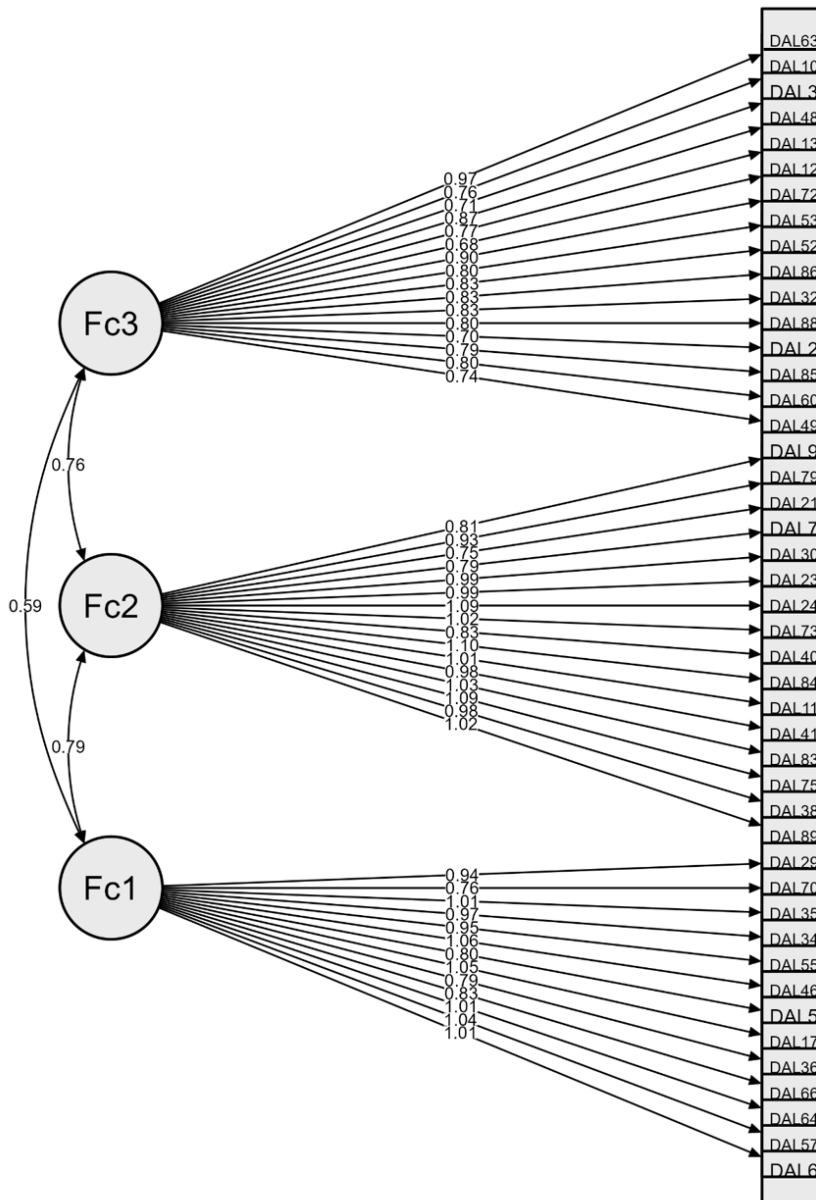 DAL63
DAL10
DAL3
DAL48
DAL13
DAL12
DAL72
DAL53
DAL52
DAL86
DAL32
DAL88
DAL2
DAL85
DAL60
DAL49
DAL9
DAL79
DAL21
DAL7
DAL30
DAL23
DAL24
DAL73
DAL40
DAL84
DAL11
DAL41
DAL83
DAL75
DAL38
DAL89
DAL29
DAL70
DAL35
DAL34
DAL55
DAL46
DAL5
DAL17
DAL36
DAL66
DAL64
DAL57
DAL6
0.97
0.76
0.71
0.87
0.77
0.68
0.90
0.80
0.83
0.83
0.83
0.80
0.70
0.79
0.80
0.74
Fc3
0.76
0.81
0.93
0.75
0.79
0.99
0.99
1.09
1.02
0.83
1.10
1.01
0.98
1.03
1.09
0.98
1.02
0.59
Fc2
0.79
0.94
0.76
1.01
0.97
0.95
1.06
0.80
1.05
0.79
0.83
1.01
1.04
1.01
Fc1